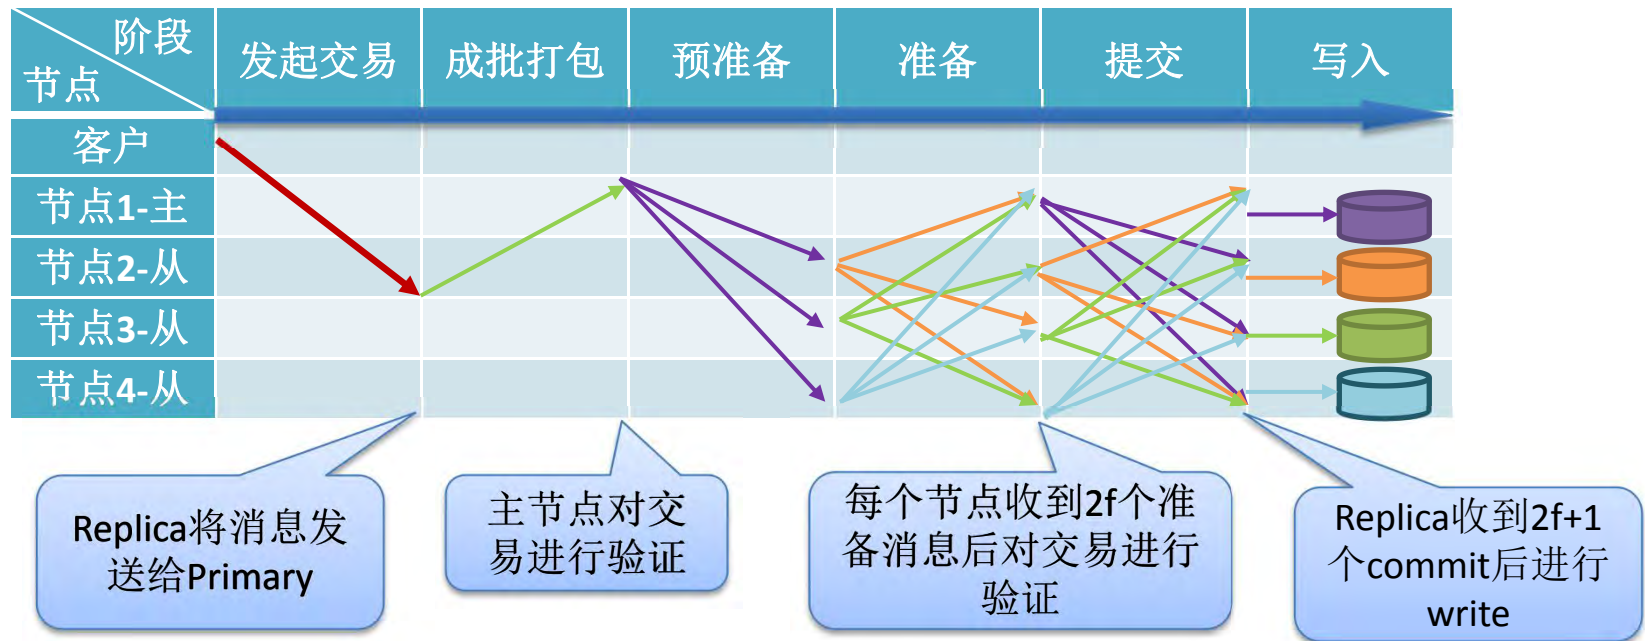 阶段
节点
发起交易
成批打包
预准备
准备
提交
写入
客户
节点1-主
节点2-从
节点3-从
节点4-从
Replica将消息发
送给Primary
主节点对交
易进行验证
每个节点收到2f个准
备消息后对交易进行
验证
Replica收到2f+1
个commit后进行
write